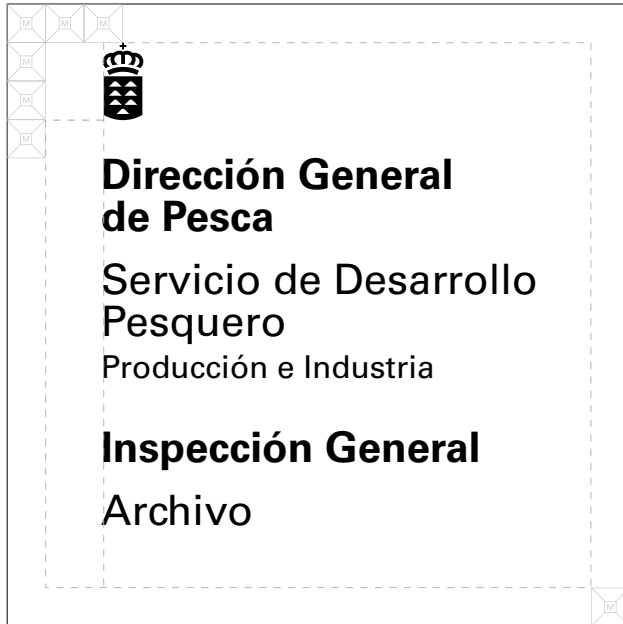 M M M
M
M
M
Dirección General
de Pesca
Servicio de Desarrollo
Pesquero
Producción e Industria
Inspección General
Archivo
M